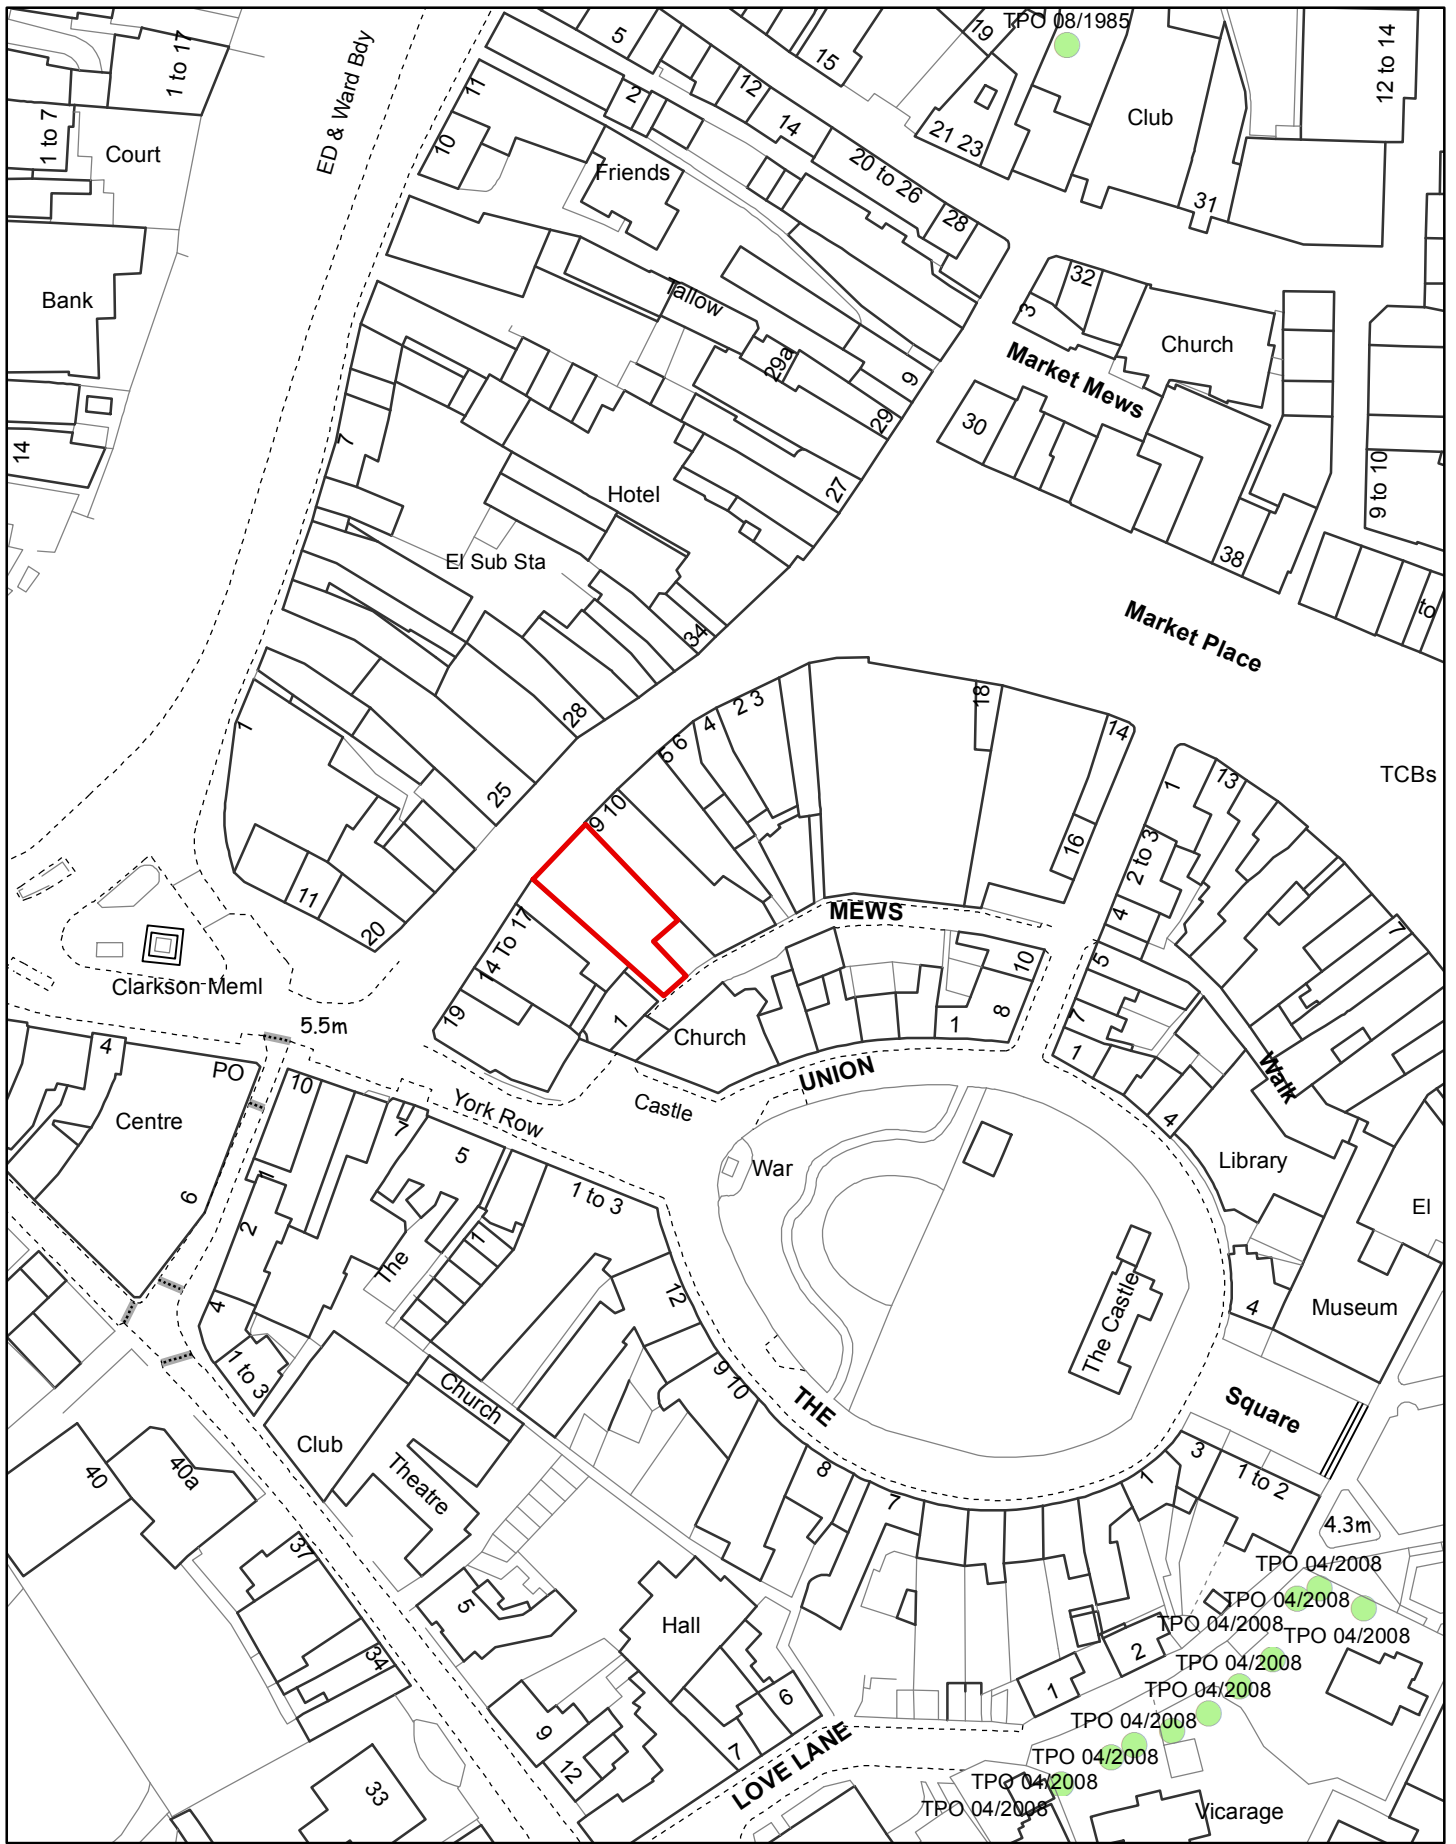 TPO 08/1985
19
5
15
1 to 17
ED & Ward Bdy
11
2
12
14
21 23
Club
12 to 14
1 to 7
Court
10
Friends
20 to 26
28
31
Bank
Tallow
32
3
Church
Market Mews
29a
9
29
30
14
7
Hotel
27
9 to 10
El Sub Sta
38
to
34
Market Place
1
28
2 3
4
5 6
18
14
TCBs
25
9 10
1
13
2 to 3
16
4
11
20
14 To 17
MEWS
7
5
10
Clarkson Meml
5.5m
19
1
Church
1
8
7
1
4
PO
10
UNION
Walk
Centre
York Row
Castle
7
5
4
Library
War
6
1
2
1 to 3
El
The
1
12
The Castle
4
4
Museum
1 to 3
9 10
Church
THE
Square
Club
Theatre
40
40a
8
7
3
1
1 to 2
4.3m
37
TPO 04/2008
TPO 04/2008
TPO 04/2008
TPO 04/2008
5
Hall
34
2
TPO 04/2008
TPO 04/2008
1
6
TPO 04/2008
9
7
12
LOVE LANE
TPO 04/2008
TPO 04/2008
TPO 04/2008
33
Vicarage